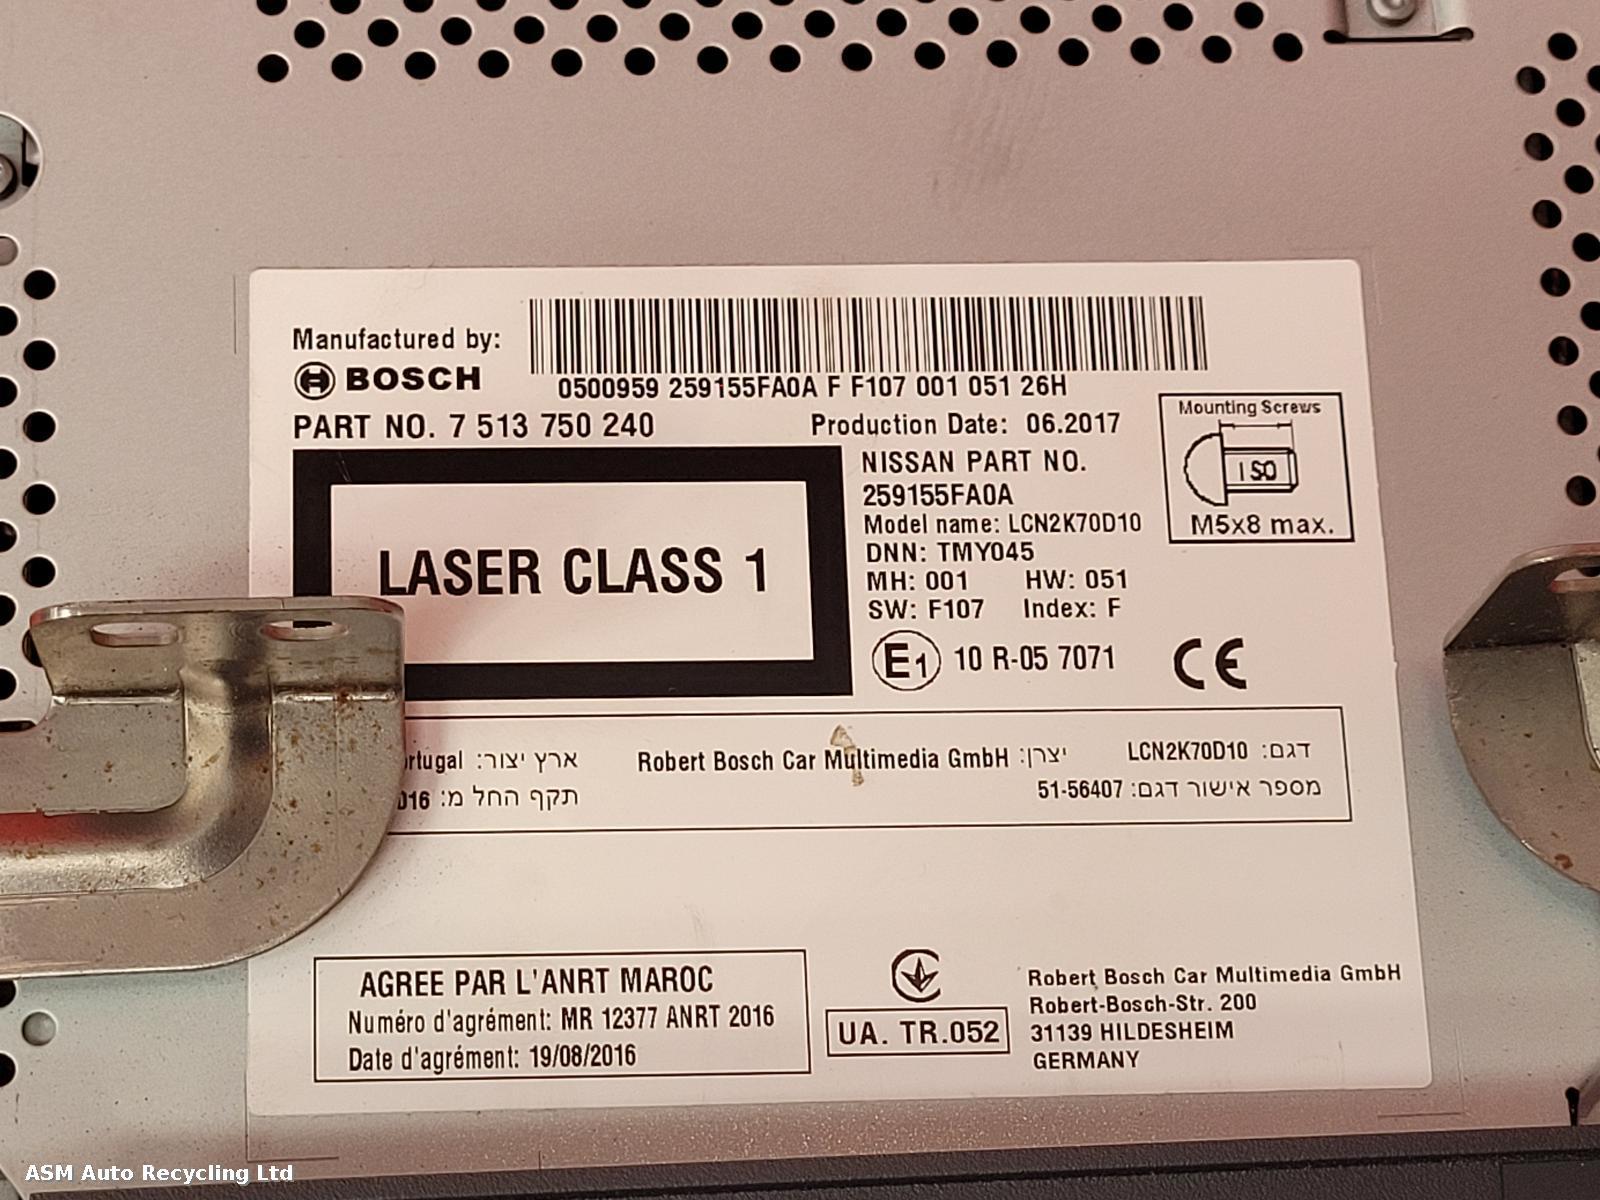 Manufactured by:
BOSCH
0500959 259155FA0A F F107 001 051 26H
PART NO. 7 513 750 240
Production Date: 06.2017
Mounting Screws
ISO
M5x8 max.
LASER CLASS 1
NISSAN PART NO.
259155FA0A
Model name: LCN2K70D10
DNN: TMY045
MH: 001 HW: 051
SW: F107 Index: F
E1 10 R-05 7071
CE
דגם: LCN2K70D10 יצרן: Robert Bosch Car Multimedia GmbH ארץ יצור: rtugal
מספר אישור דגם: 51-56407 תקף החל מ: 016
AGREE PAR L'ANRT MAROC
Numéro d'agrément: MR 12377 ANRT 2016
Date d'agrément: 19/08/2016
UA. TR.052
Robert Bosch Car Multimedia GmbH
Robert-Bosch-Str. 200
31139 HILDESHEIM
GERMANY
ASM Auto Recycling Ltd